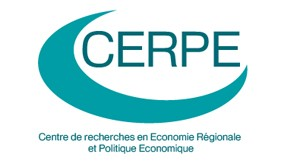 CERPE
Centre de recherches en Economie Régionale
et Politique Economique